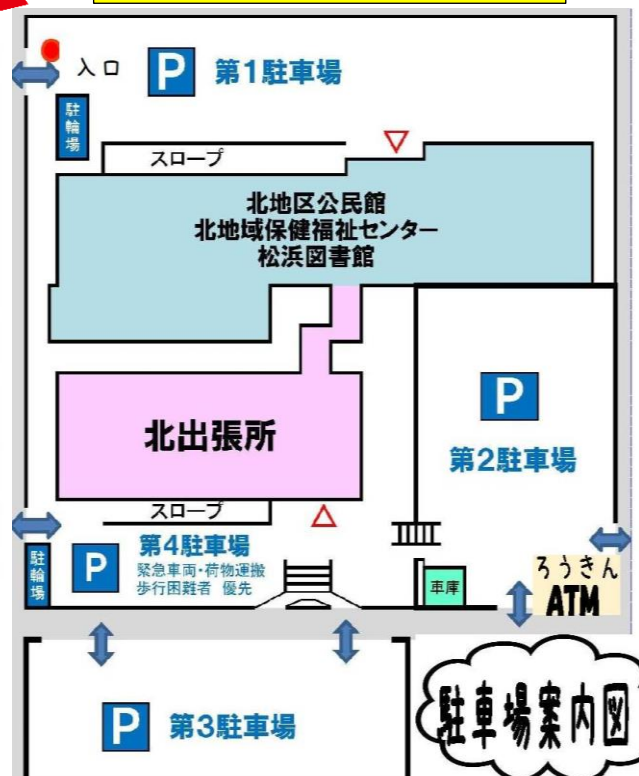 入口 P 第1駐車場
駐輪場
スロープ
北地区公民館
北地域保健福祉センター
松浜図書館
P
第2駐車場
北出張所
スロープ
駐輪場
P 第4駐車場
緊急車両・荷物運搬
歩行困難者 優先
車庫
ろうきん
ATM
P 第3駐車場
駐車場案内図